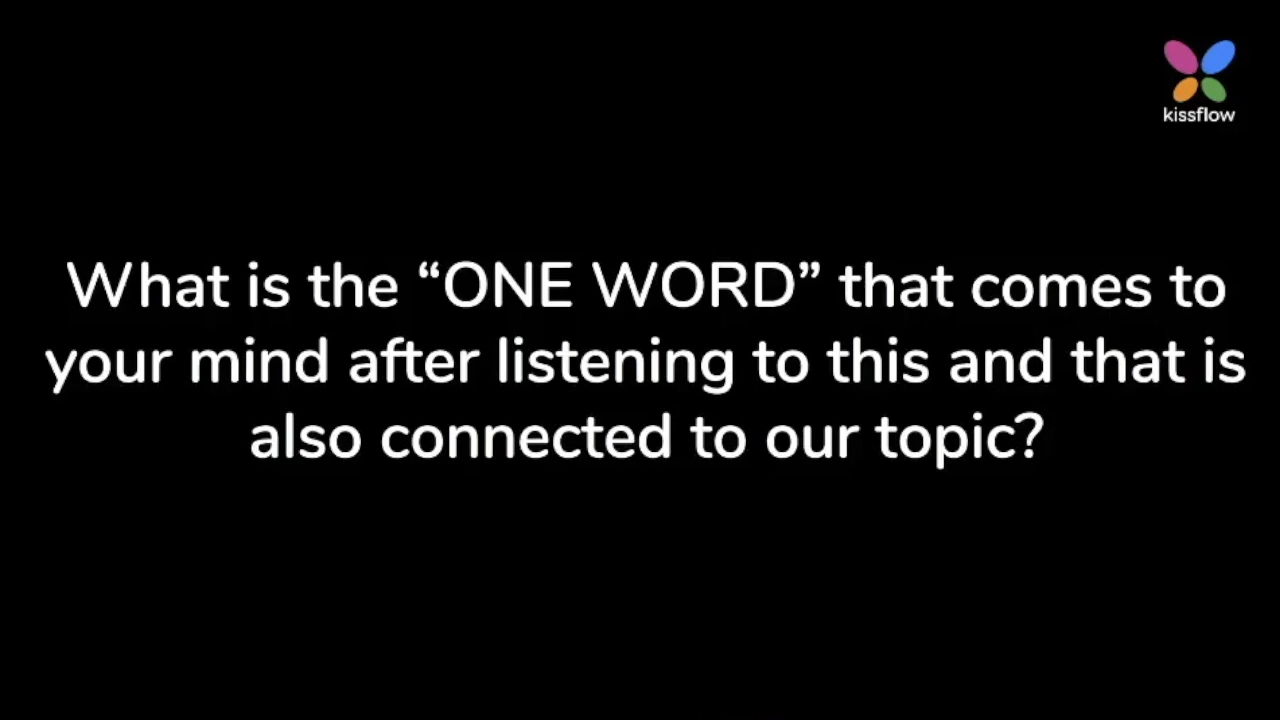 kissflow
What is the “ONE WORD” that comes to
your mind after listening to this and that is
also connected to our topic?